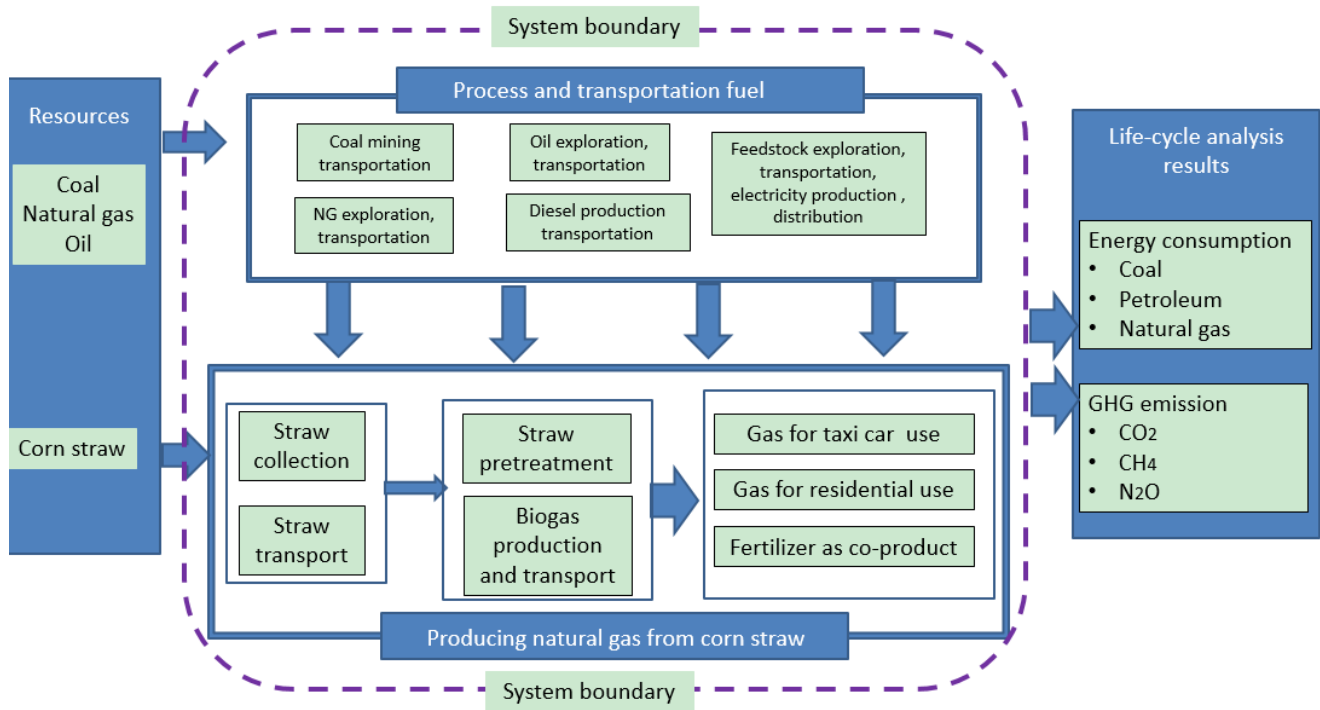 System boundary
Process and transportation fuel
Resources
Coal
Natural gas
Oil
Corn straw
Coal mining
transportation
Oil exploration,
transportation
Feedstock exploration,
transportation,
electricity production ,
distribution
NG exploration,
transportation
Diesel production
transportation
Straw
collection
Straw
transport
Straw
pretreatment
Biogas
production
and transport
Gas for taxi car use
Gas for residential use
Fertilizer as co-product
Producing natural gas from corn straw
System boundary
Life-cycle analysis
results
Energy consumption
• Coal
• Petroleum
• Natural gas
GHG emission
• CO2
• CH4
• N2O